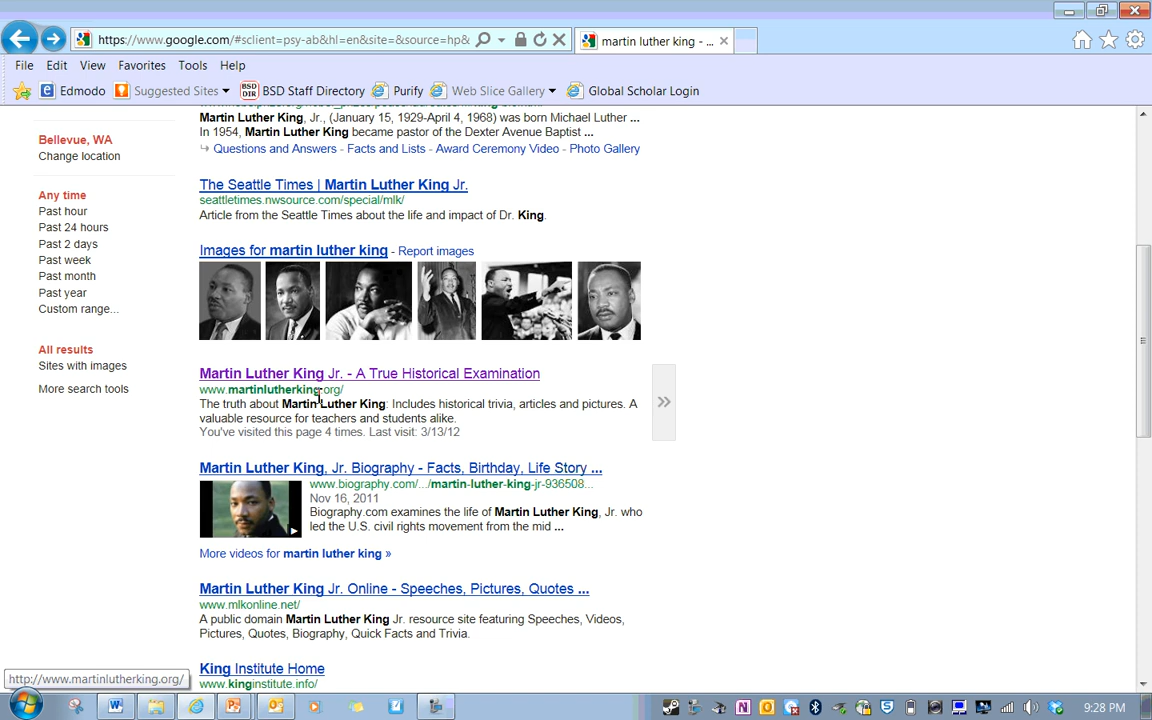 https://www.google.com/#sclient=psy-ab&hl=en&site=&source=hp&
martin luther king - ...
File Edit View Favorites Tools Help
Edmodo Suggested Sites BSD DIR BSD Staff Directory Purify Web Slice Gallery Global Scholar Login
Bellevue, WA
Change location
Any time
Past hour
Past 24 hours
Past 2 days
Past week
Past month
Past year
Custom range...
All results
Sites with images
More search tools
Martin Luther King, Jr., (January 15, 1929-April 4, 1968) was born Michael Luther ...
In 1954, Martin Luther King became pastor of the Dexter Avenue Baptist ...
Questions and Answers - Facts and Lists - Award Ceremony Video - Photo Gallery
The Seattle Times | Martin Luther King Jr.
seattletimes.nwsource.com/special/mlk/
Article from the Seattle Times about the life and impact of Dr. King.
Images for martin luther king - Report images
Martin Luther King Jr. - A True Historical Examination
www.martinlutherking.org/
The truth about Martin Luther King: Includes historical trivia, articles and pictures. A
valuable resource for teachers and students alike.
You've visited this page 4 times. Last visit: 3/13/12
Martin Luther King, Jr. Biography - Facts, Birthday, Life Story ...
www.biography.com/.../martin-luther-king-jr-936508...
Nov 16, 2011
Biography.com examines the life of Martin Luther King, Jr. who
led the U.S. civil rights movement from the mid ...
More videos for martin luther king »
Martin Luther King Jr. Online - Speeches, Pictures, Quotes ...
www.mlkonline.net/
A public domain Martin Luther King Jr. resource site featuring Speeches, Videos,
Pictures, Quotes, Biography, Quick Facts and Trivia.
King Institute Home
www.kinginstitute.info/
http://www.martinlutherking.org/
9:28 PM